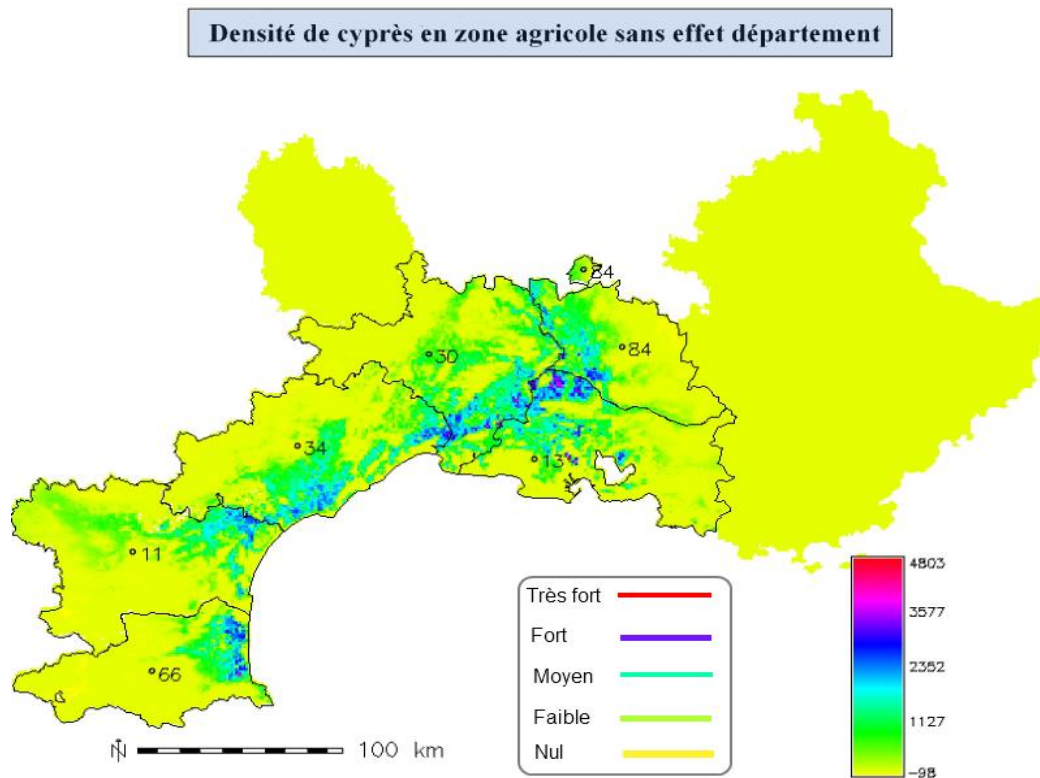 Densité de cyprès en zone agricole sans effet département
84
30
84
34
13
11
66
N
100 km
Très fort
Fort
Moyen
Faible
Nul
4803
3577
2352
1127
-98